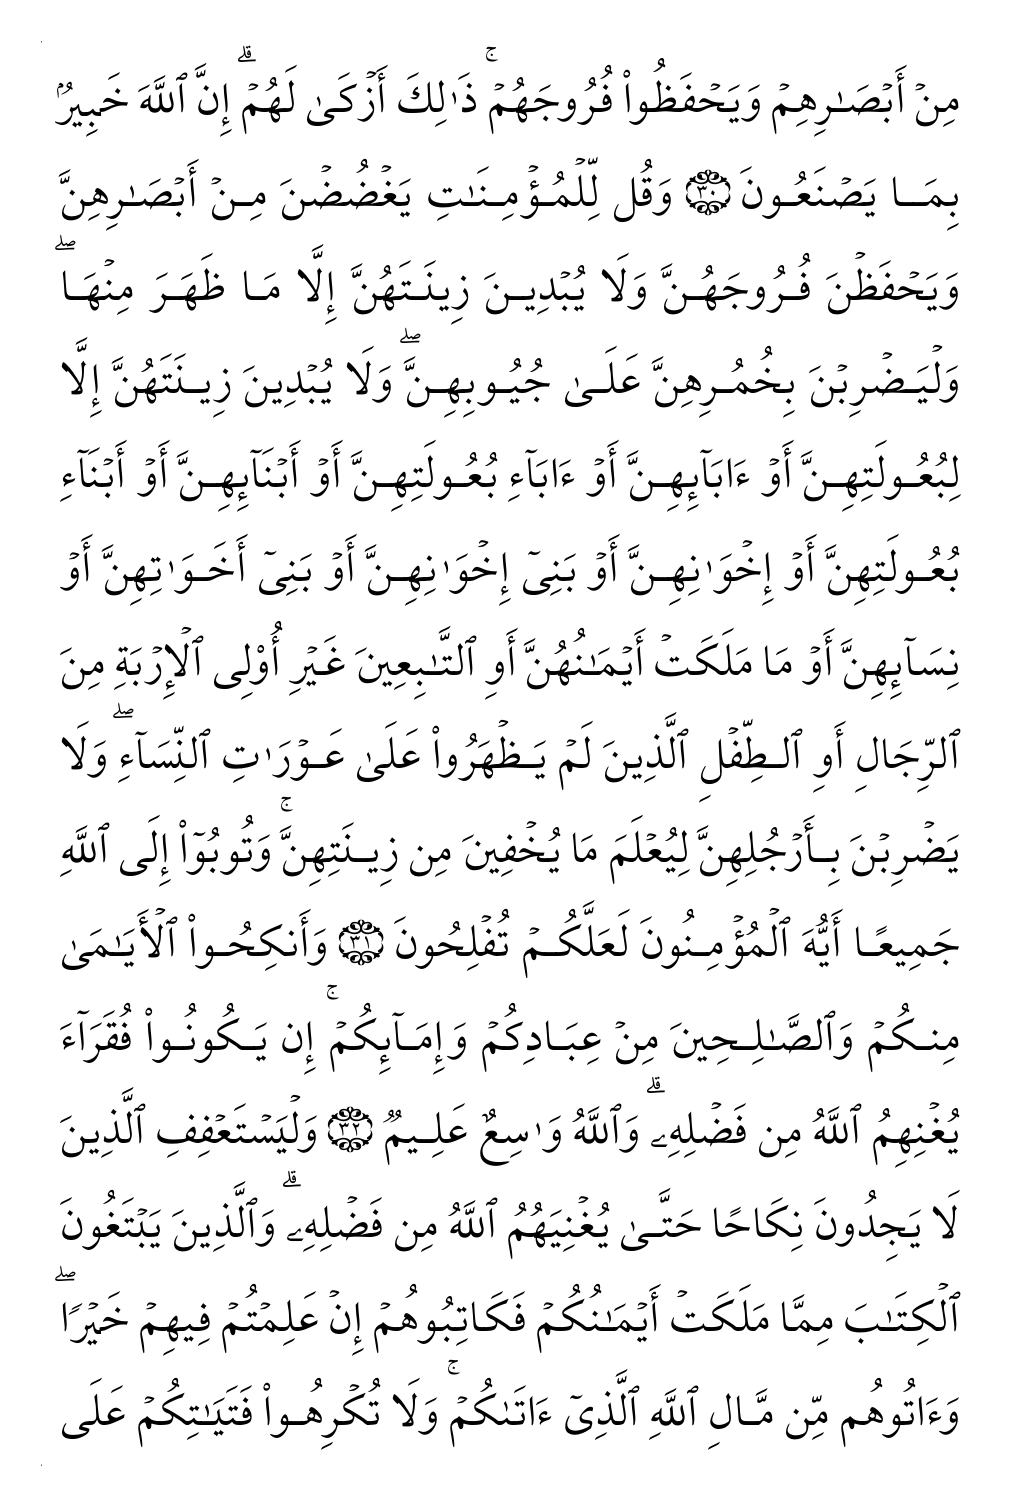 مِنۡ أَبۡصَـٰرِهِمۡ وَيَحۡفَظُواْ فُرُوجَهُمۡۚ ذَٰلِكَ أَزۡكَىٰ لَهُمۡۗ إِنَّ ٱللَّهَ خَبِيرُۢ
بِمَا يَصۡنَعُونَ ٣٠ وَقُل لِّلۡمُؤۡمِنَٰتِ يَغۡضُضۡنَ مِنۡ أَبۡصَـٰرِهِنَّ
وَيَحۡفَظۡنَ فُرُوجَهُنَّ وَلَا يُبۡدِينَ زِينَتَهُنَّ إِلَّا مَا ظَهَرَ مِنۡهَاۖ
وَلۡيَضۡرِبۡنَ بِخُمُرِهِنَّ عَلَىٰ جُيُوبِهِنَّۖ وَلَا يُبۡدِينَ زِينَتَهُنَّ إِلَّا
لِبُعُولَتِهِنَّ أَوۡ ءَابَآئِهِنَّ أَوۡ ءَابَآءِ بُعُولَتِهِنَّ أَوۡ أَبۡنَآئِهِنَّ أَوۡ أَبۡنَآءِ
بُعُولَتِهِنَّ أَوۡ إِخۡوَٰنِهِنَّ أَوۡ بَنِيٓ إِخۡوَٰنِهِنَّ أَوۡ بَنِيٓ أَخَوَٰتِهِنَّ أَوۡ
نِسَآئِهِنَّ أَوۡ مَا مَلَكَتۡ أَيۡمَٰنُهُنَّ أَوِ ٱلتَّـٰبِعِينَ غَيۡرِ أُوْلِي ٱلۡإِرۡبَةِ مِنَ
ٱلرِّجَالِ أَوِ ٱلطِّفۡلِ ٱلَّذِينَ لَمۡ يَظۡهَرُواْ عَلَىٰ عَوۡرَٰتِ ٱلنِّسَآءِۖ وَلَا
يَضۡرِبۡنَ بِأَرۡجُلِهِنَّ لِيُعۡلَمَ مَا يُخۡفِينَ مِن زِينَتِهِنَّۚ وَتُوبُوٓاْ إِلَى ٱللَّهِ
جَمِيعًا أَيُّهَ ٱلۡمُؤۡمِنُونَ لَعَلَّكُمۡ تُفۡلِحُونَ ٣١ وَأَنكِحُواْ ٱلۡأَيَٰمَىٰ
مِنكُمۡ وَٱلصَّـٰلِحِينَ مِنۡ عِبَادِكُمۡ وَإِمَآئِكُمۡۚ إِن يَكُونُواْ فُقَرَآءَ
يُغۡنِهِمُ ٱللَّهُ مِن فَضۡلِهِۦۗ وَٱللَّهُ وَٰسِعٌ عَلِيمٞ ٣٢ وَلۡيَسۡتَعۡفِفِ ٱلَّذِينَ
لَا يَجِدُونَ نِكَاحًا حَتَّىٰ يُغۡنِيَهُمُ ٱللَّهُ مِن فَضۡلِهِۦۗ وَٱلَّذِينَ يَبۡتَغُونَ
ٱلۡكِتَٰبَ مِمَّا مَلَكَتۡ أَيۡمَٰنُكُمۡ فَكَاتِبُوهُمۡ إِنۡ عَلِمۡتُمۡ فِيهِمۡ خَيۡرٗاۖ
وَءَاتُوهُم مِّن مَّالِ ٱللَّهِ ٱلَّذِيٓ ءَاتَىٰكُمۡۚ وَلَا تُكۡرِهُواْ فَتَيَٰتِكُمۡ عَلَى